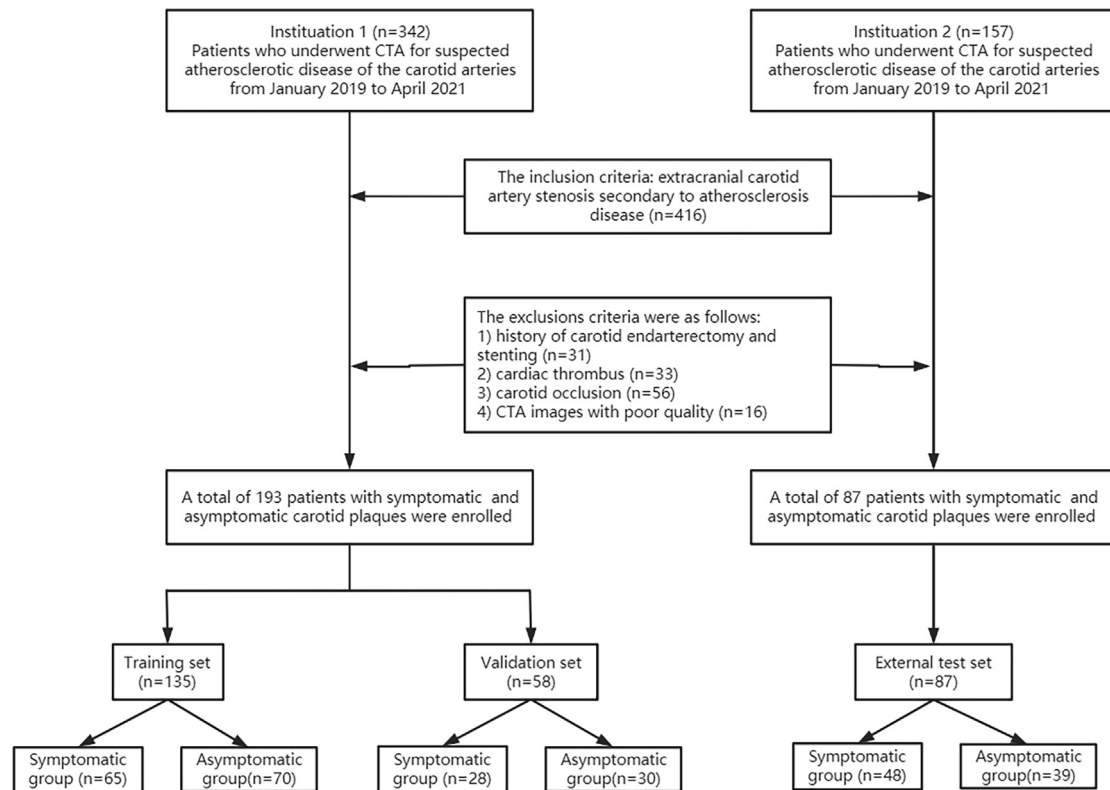 Instituation 1 (n=342)
Patients who underwent CTA for suspected
atherosclerotic disease of the carotid arteries
from January 2019 to April 2021
Instituation 2 (n=157)
Patients who underwent CTA for suspected
atherosclerotic disease of the carotid arteries
from January 2019 to April 2021
The inclusion criteria: extracranial carotid
artery stenosis secondary to atherosclerosis
disease (n=416)
The exclusions criteria were as follows:
1) history of carotid endarterectomy and
stenting (n=31)
2) cardiac thrombus (n=33)
3) carotid occlusion (n=56)
4) CTA images with poor quality (n=16)
A total of 193 patients with symptomatic and
asymptomatic carotid plaques were enrolled
A total of 87 patients with symptomatic and
asymptomatic carotid plaques were enrolled
Training set
(n=135)
Validation set
(n=58)
External test set
(n=87)
Symptomatic
group (n=65)
Asymptomatic
group(n=70)
Symptomatic
group (n=28)
Asymptomatic
group(n=30)
Symptomatic
group (n=48)
Asymptomatic
group(n=39)